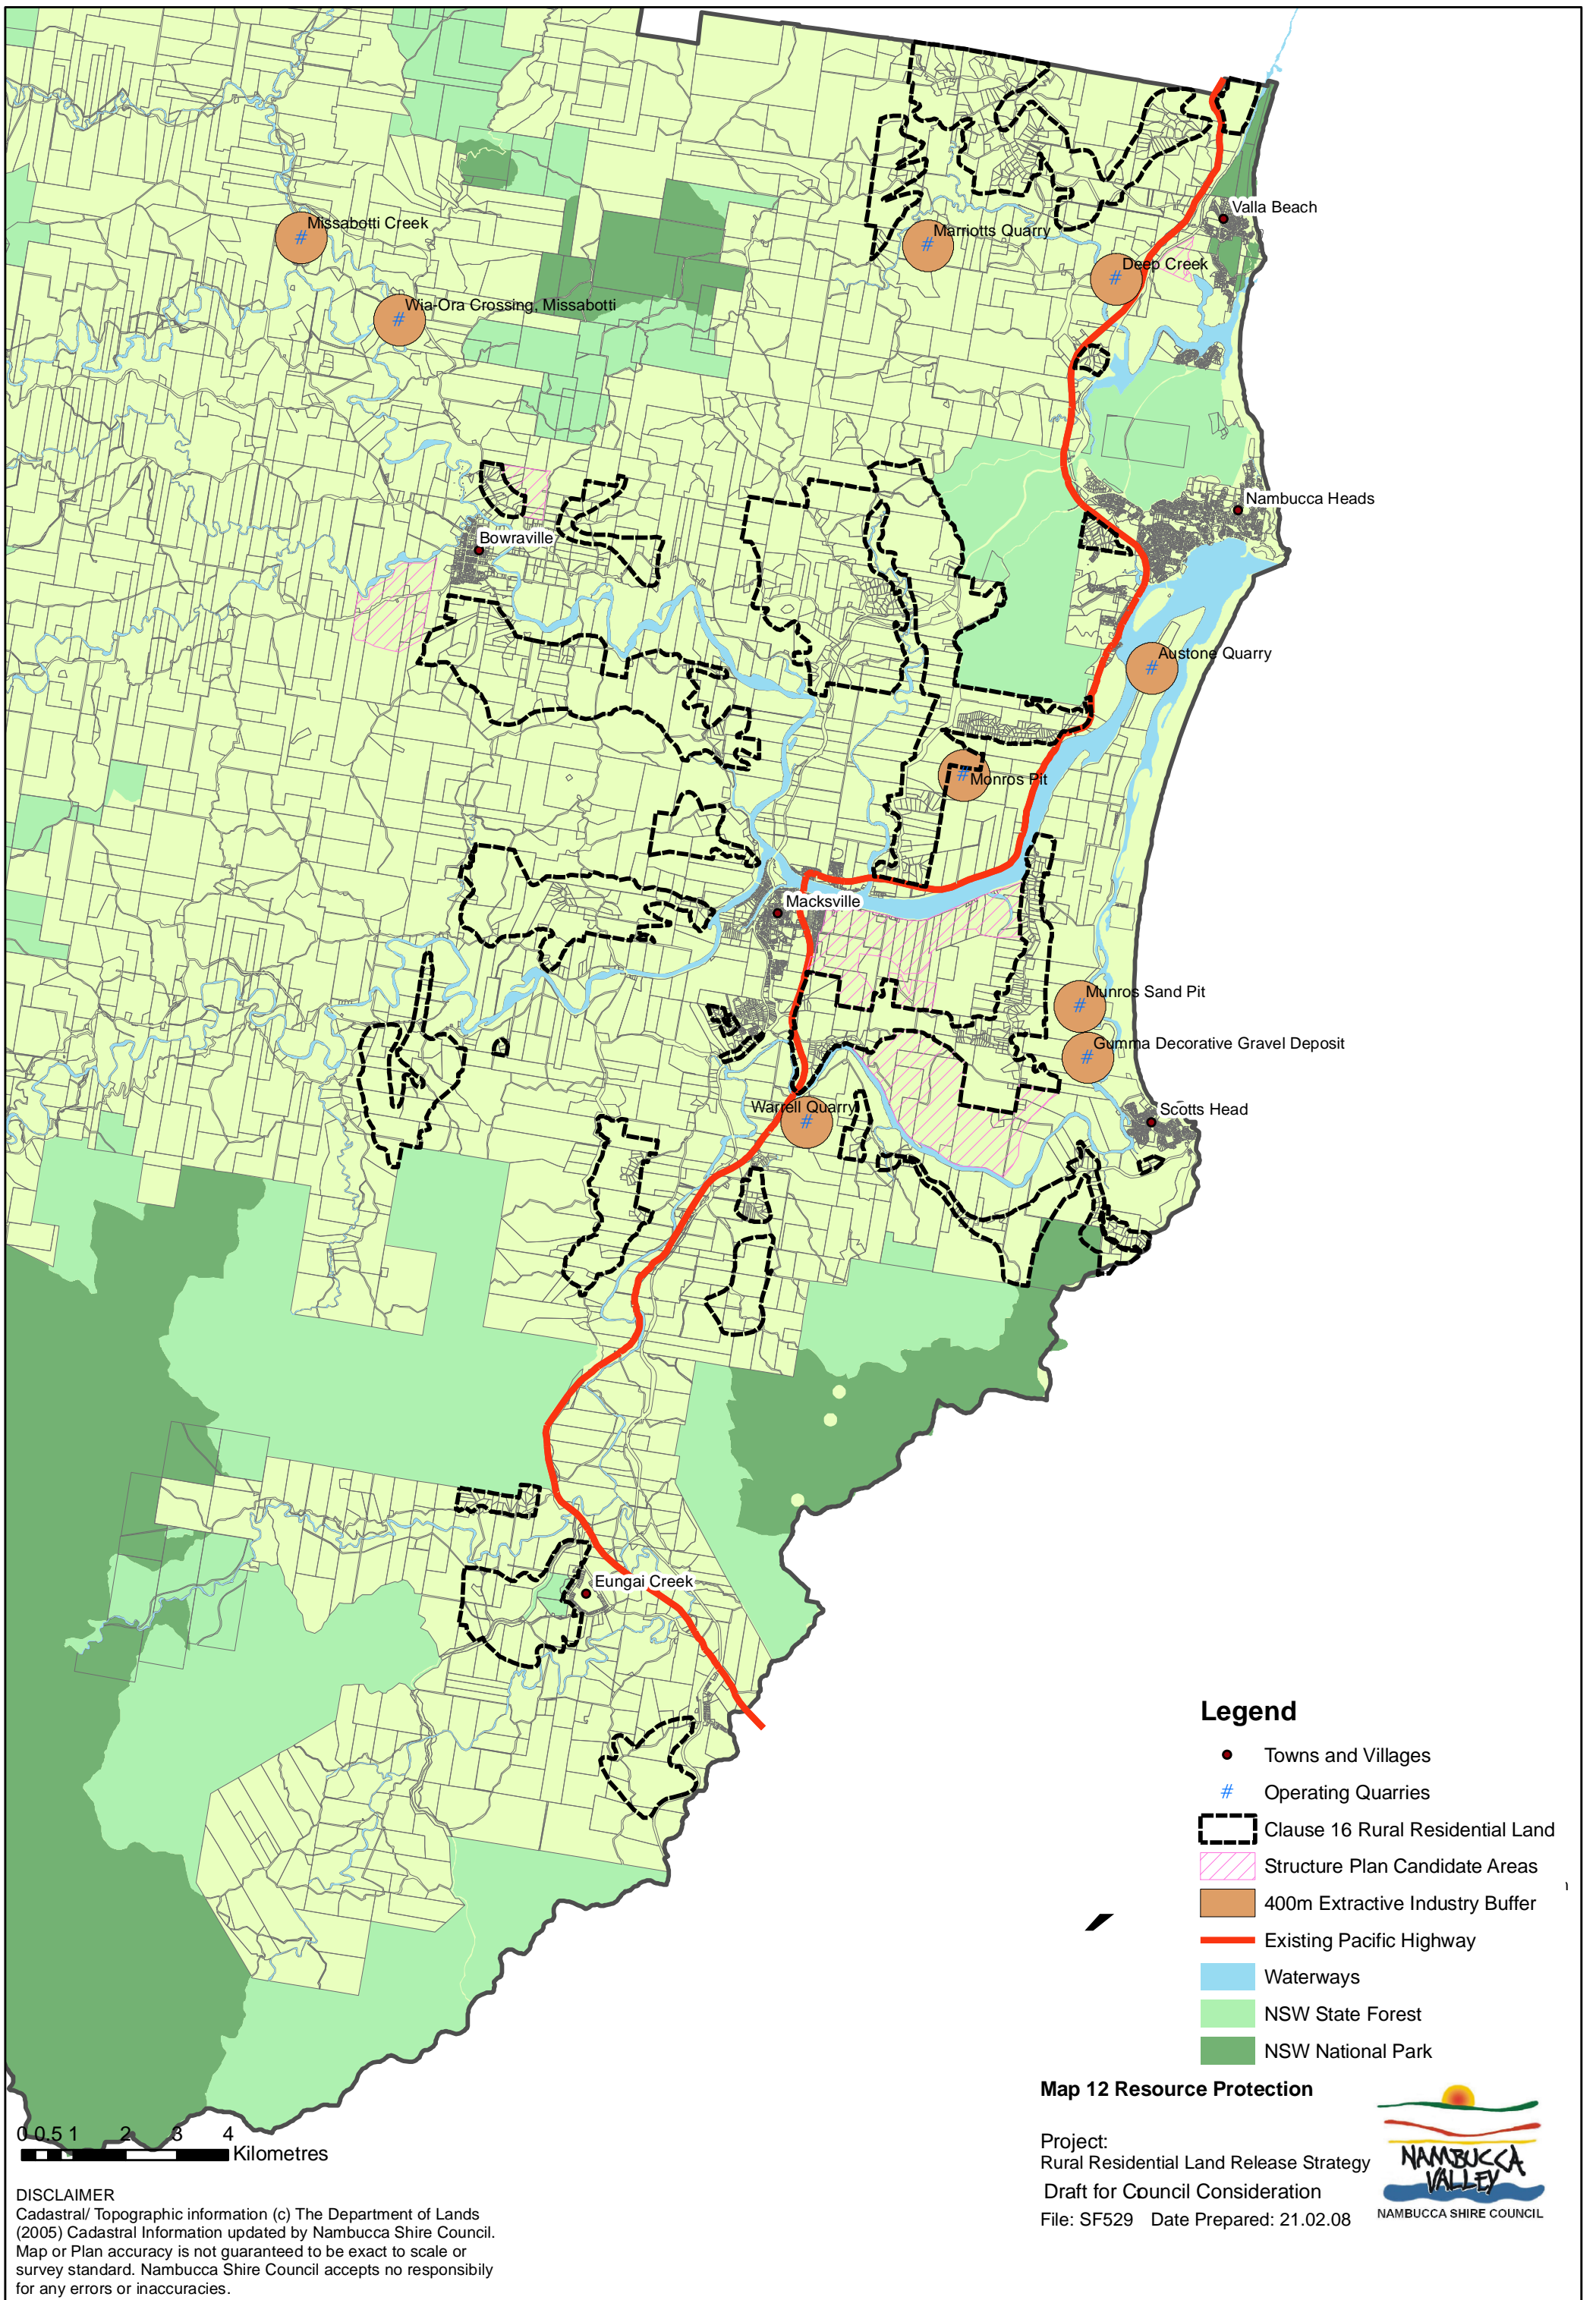 Valla Beach
Missabotti Creek
Marriotts Quarry
Deep Creek
Wia-Ora Crossing, Missabotti
Nambucca Heads
Bowraville
Austone Quarry
Monros Pit
Macksville
Munros Sand Pit
Gumma Decorative Gravel Deposit
Warrell Quarry
Scotts Head
Eungai Creek
Legend
Towns and Villages
# Operating Quarries
Clause 16 Rural Residential Land
Structure Plan Candidate Areas
400m Extractive Industry Buffer
Existing Pacific Highway
Waterways
NSW State Forest
NSW National Park
Map 12 Resource Protection
Project:
Rural Residential Land Release Strategy
Draft for Council Consideration
File: SF529 Date Prepared: 21.02.08
NAMBUCCA
VALLEY
NAMBUCCA SHIRE COUNCIL
0 0.5 1 2 3 4
Kilometres
DISCLAIMER
Cadastral/ Topographic information (c) The Department of Lands
(2005) Cadastral Information updated by Nambucca Shire Council.
Map or Plan accuracy is not guaranteed to be exact to scale or
survey standard. Nambucca Shire Council accepts no responsibily
for any errors or inaccuracies.